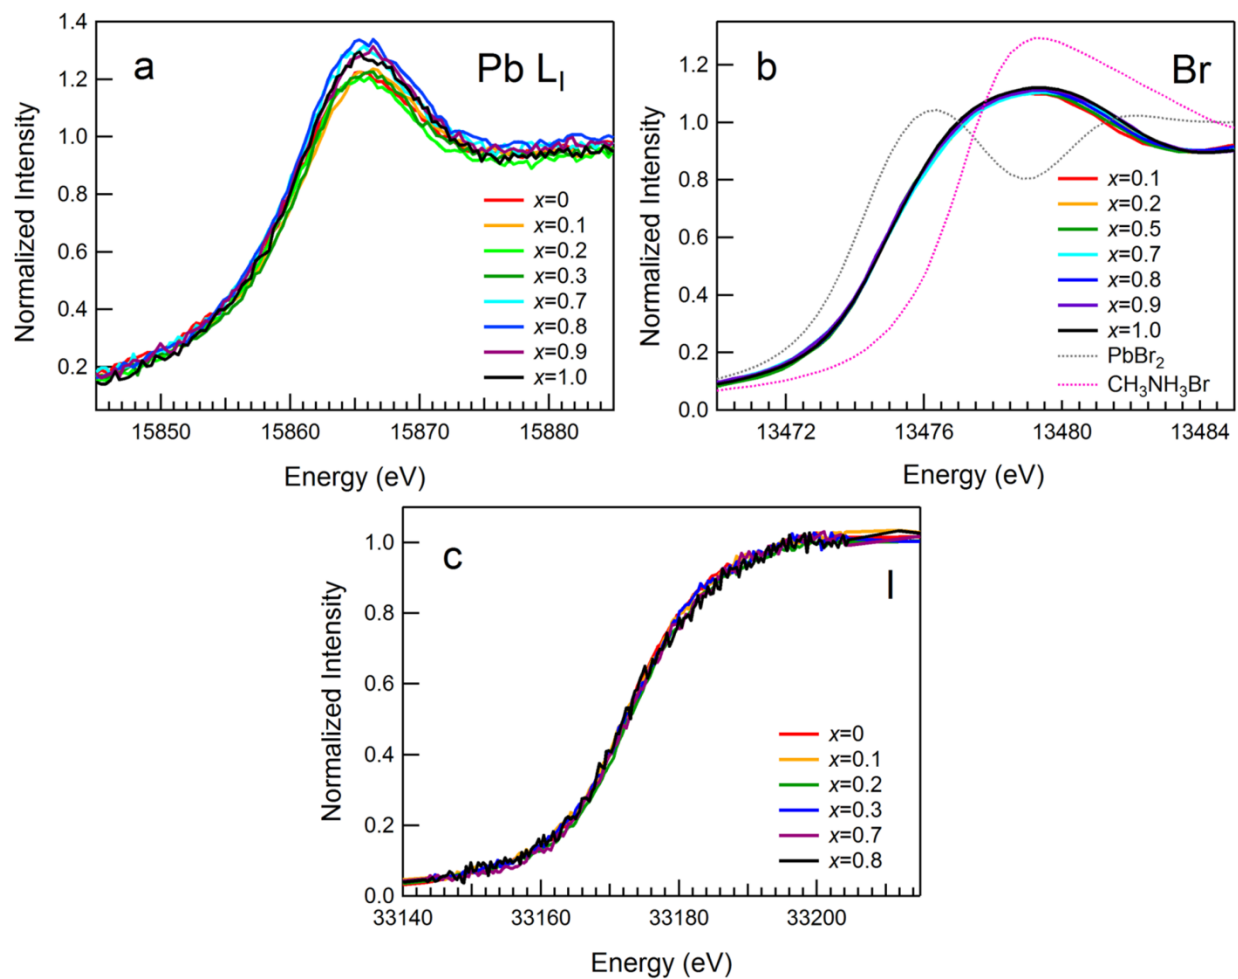 a
Pb L_I
Normalized Intensity
1.4
1.2
1.0
0.8
0.6
0.4
0.2
x=0
x=0.1
x=0.2
x=0.3
x=0.7
x=0.8
x=0.9
x=1.0
15850 15860 15870 15880
Energy (eV)
b
Br
Normalized Intensity
1.2
1.0
0.8
0.6
0.4
0.2
0.0
x=0.1
x=0.2
x=0.5
x=0.7
x=0.8
x=0.9
x=1.0
PbBr₂
CH₃NH₃Br
13472 13476 13480 13484
Energy (eV)
c
I
Normalized Intensity
1.0
0.8
0.6
0.4
0.2
0.0
x=0
x=0.1
x=0.2
x=0.3
x=0.7
x=0.8
33140 33160 33180 33200
Energy (eV)